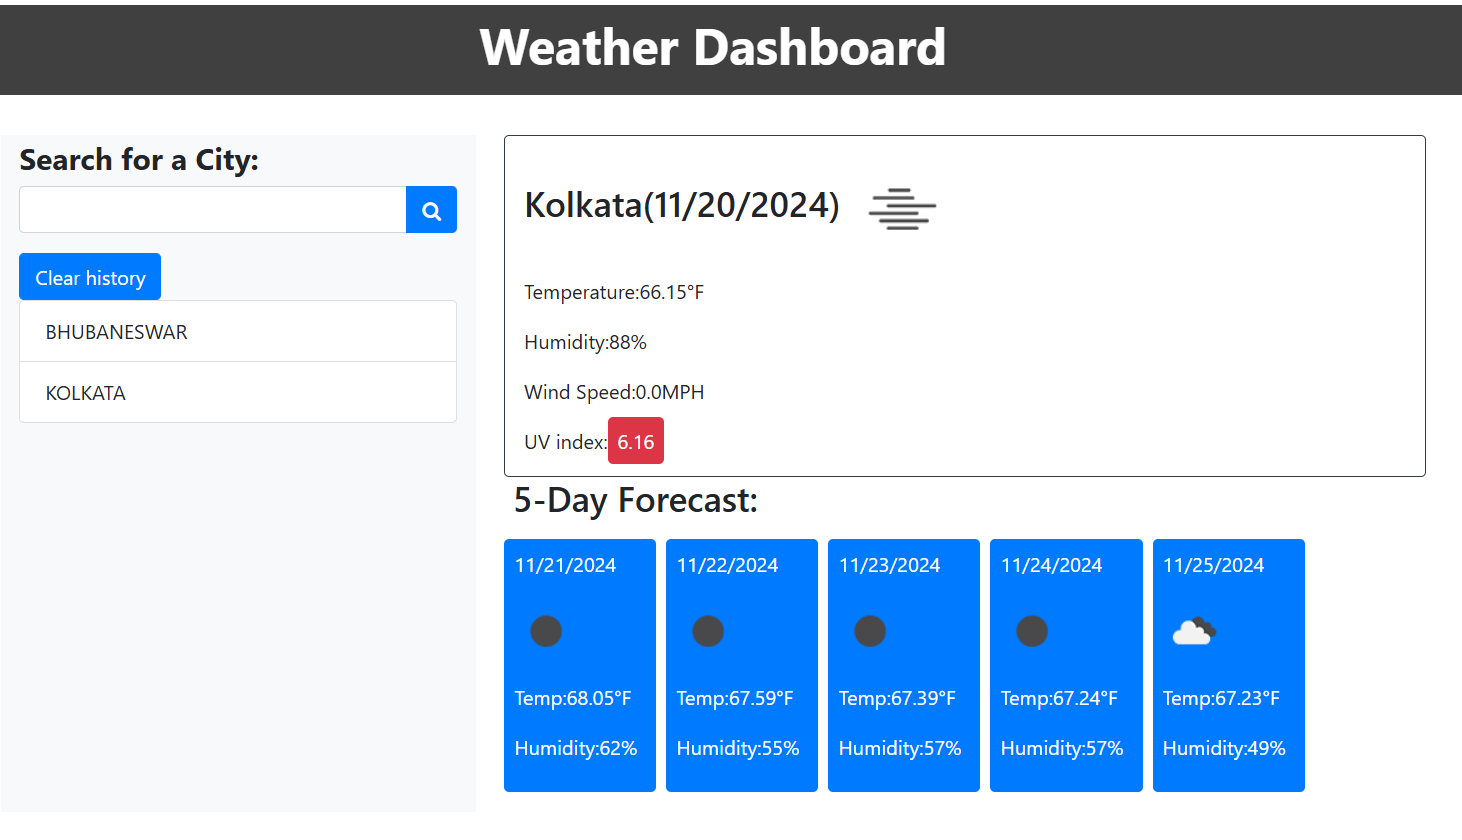 Weather Dashboard
Search for a City:
Clear history
BHUBANESWAR
KOLKATA
Kolkata(11/20/2024)
Temperature:66.15°F
Humidity:88%
Wind Speed:0.0MPH
UV index:6.16
5-Day Forecast:
11/21/2024
Temp:68.05°F
Humidity:62%
11/22/2024
Temp:67.59°F
Humidity:55%
11/23/2024
Temp:67.39°F
Humidity:57%
11/24/2024
Temp:67.24°F
Humidity:57%
11/25/2024
Temp:67.23°F
Humidity:49%